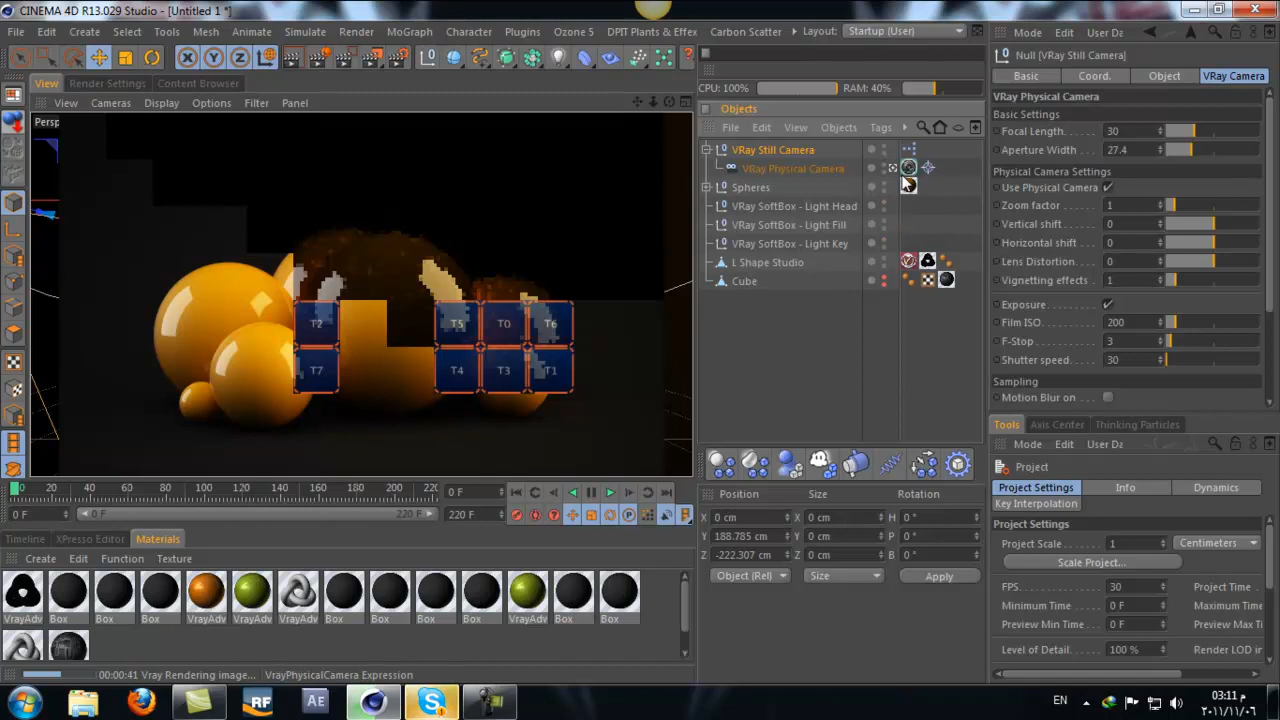 CINEMA 4D R13.029 Studio - [Untitled 1 *]
File Edit Create Select Tools Mesh Animate Simulate Render MoGraph Character Plugins Ozone 5 DPIT Plants & Effex Carbon Scatter Layout: Startup (User)
View Render Settings Content Browser
View Cameras Display Options Filter Panel
Persp
T2 T5 T0 T6
T7 T4 T3 T1
CPU: 100% RAM: 40%
Objects
File Edit View Objects Tags
VRay Still Camera
VRay Physical Camera
Spheres
VRay SoftBox - Light Head
VRay SoftBox - Light Fill
VRay SoftBox - Light Key
L Shape Studio
Cube
Mode Edit User Da
Null [VRay Still Camera]
Basic Coord. Object VRay Camera
VRay Physical Camera
Basic Settings
Focal Length. 30
Aperture Width. 27.4
Physical Camera Settings
Use Physical Camera
Zoom factor 1
Vertical shift 0
Horizontal shift 0
Lens Distortion. 0
Vignetting effects 1
Exposure
Film ISO 200
F-Stop 3
Shutter speed 30
Sampling
Motion Blur on
Tools Axis Center Thinking Particles
Mode Edit User Da
Project
Project Settings Info Dynamics
Key Interpolation
Project Settings
Project Scale 1 Centimeters
Scale Project...
FPS 30 Project Time
Minimum Time 0 F Maximum Time
Preview Min Time 0 F Preview Max Ti
Level of Detail 100 % Render LOD in
0 20 40 60 80 100 120 140 160 180 200 220 0 F
0 F 0 F 220 F 220 F
Position Size Rotation
X 0 cm X 0 cm H 0 °
Y 188.785 cm Y 0 cm P 0 °
Z -222.307 cm Z 0 cm B 0 °
Object (Rel) Size Apply
Timeline XPresso Editor Materials
Create Edit Function Texture
VrayAdv Box Box Box VrayAdv VrayAdv VrayAdv Box Box Box Box VrayAdv Box Box
00:00:41 Vray Rendering image... VrayPhysicalCamera Expression
RF Ae EN
03:11 م
٢٠١١/١١/٠٦